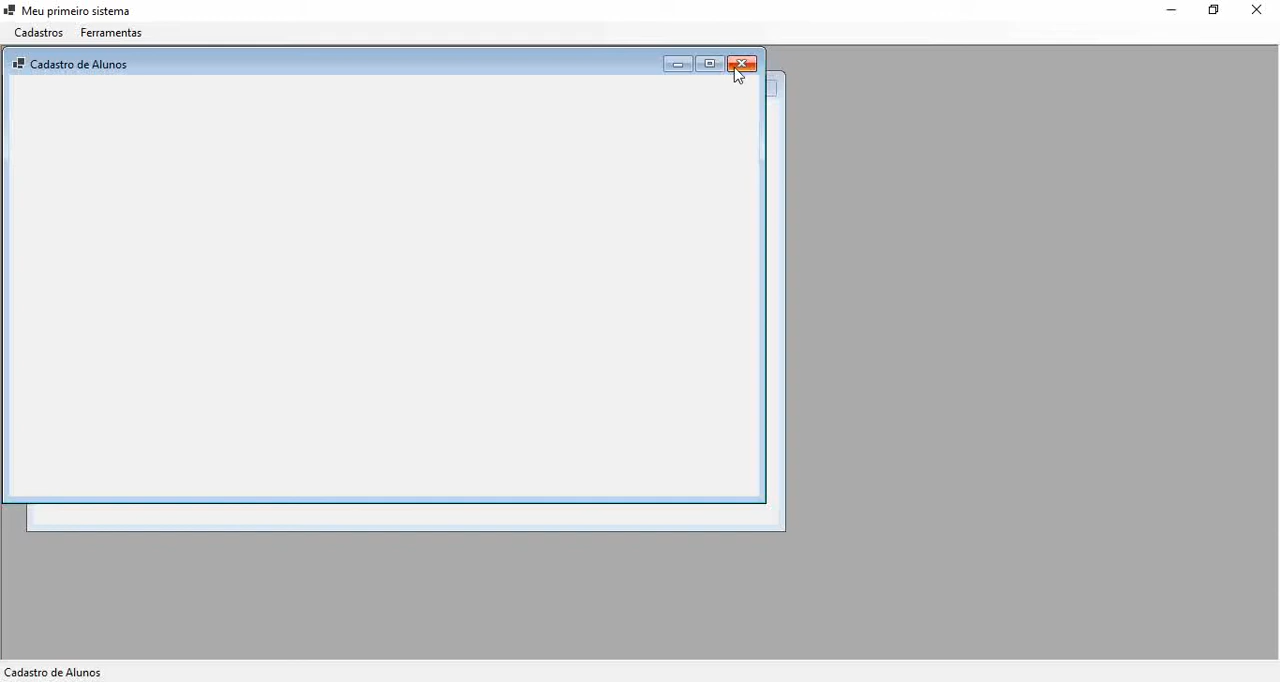 Meu primeiro sistema
Cadastros Ferramentas
Cadastro de Alunos
Cadastro de Alunos